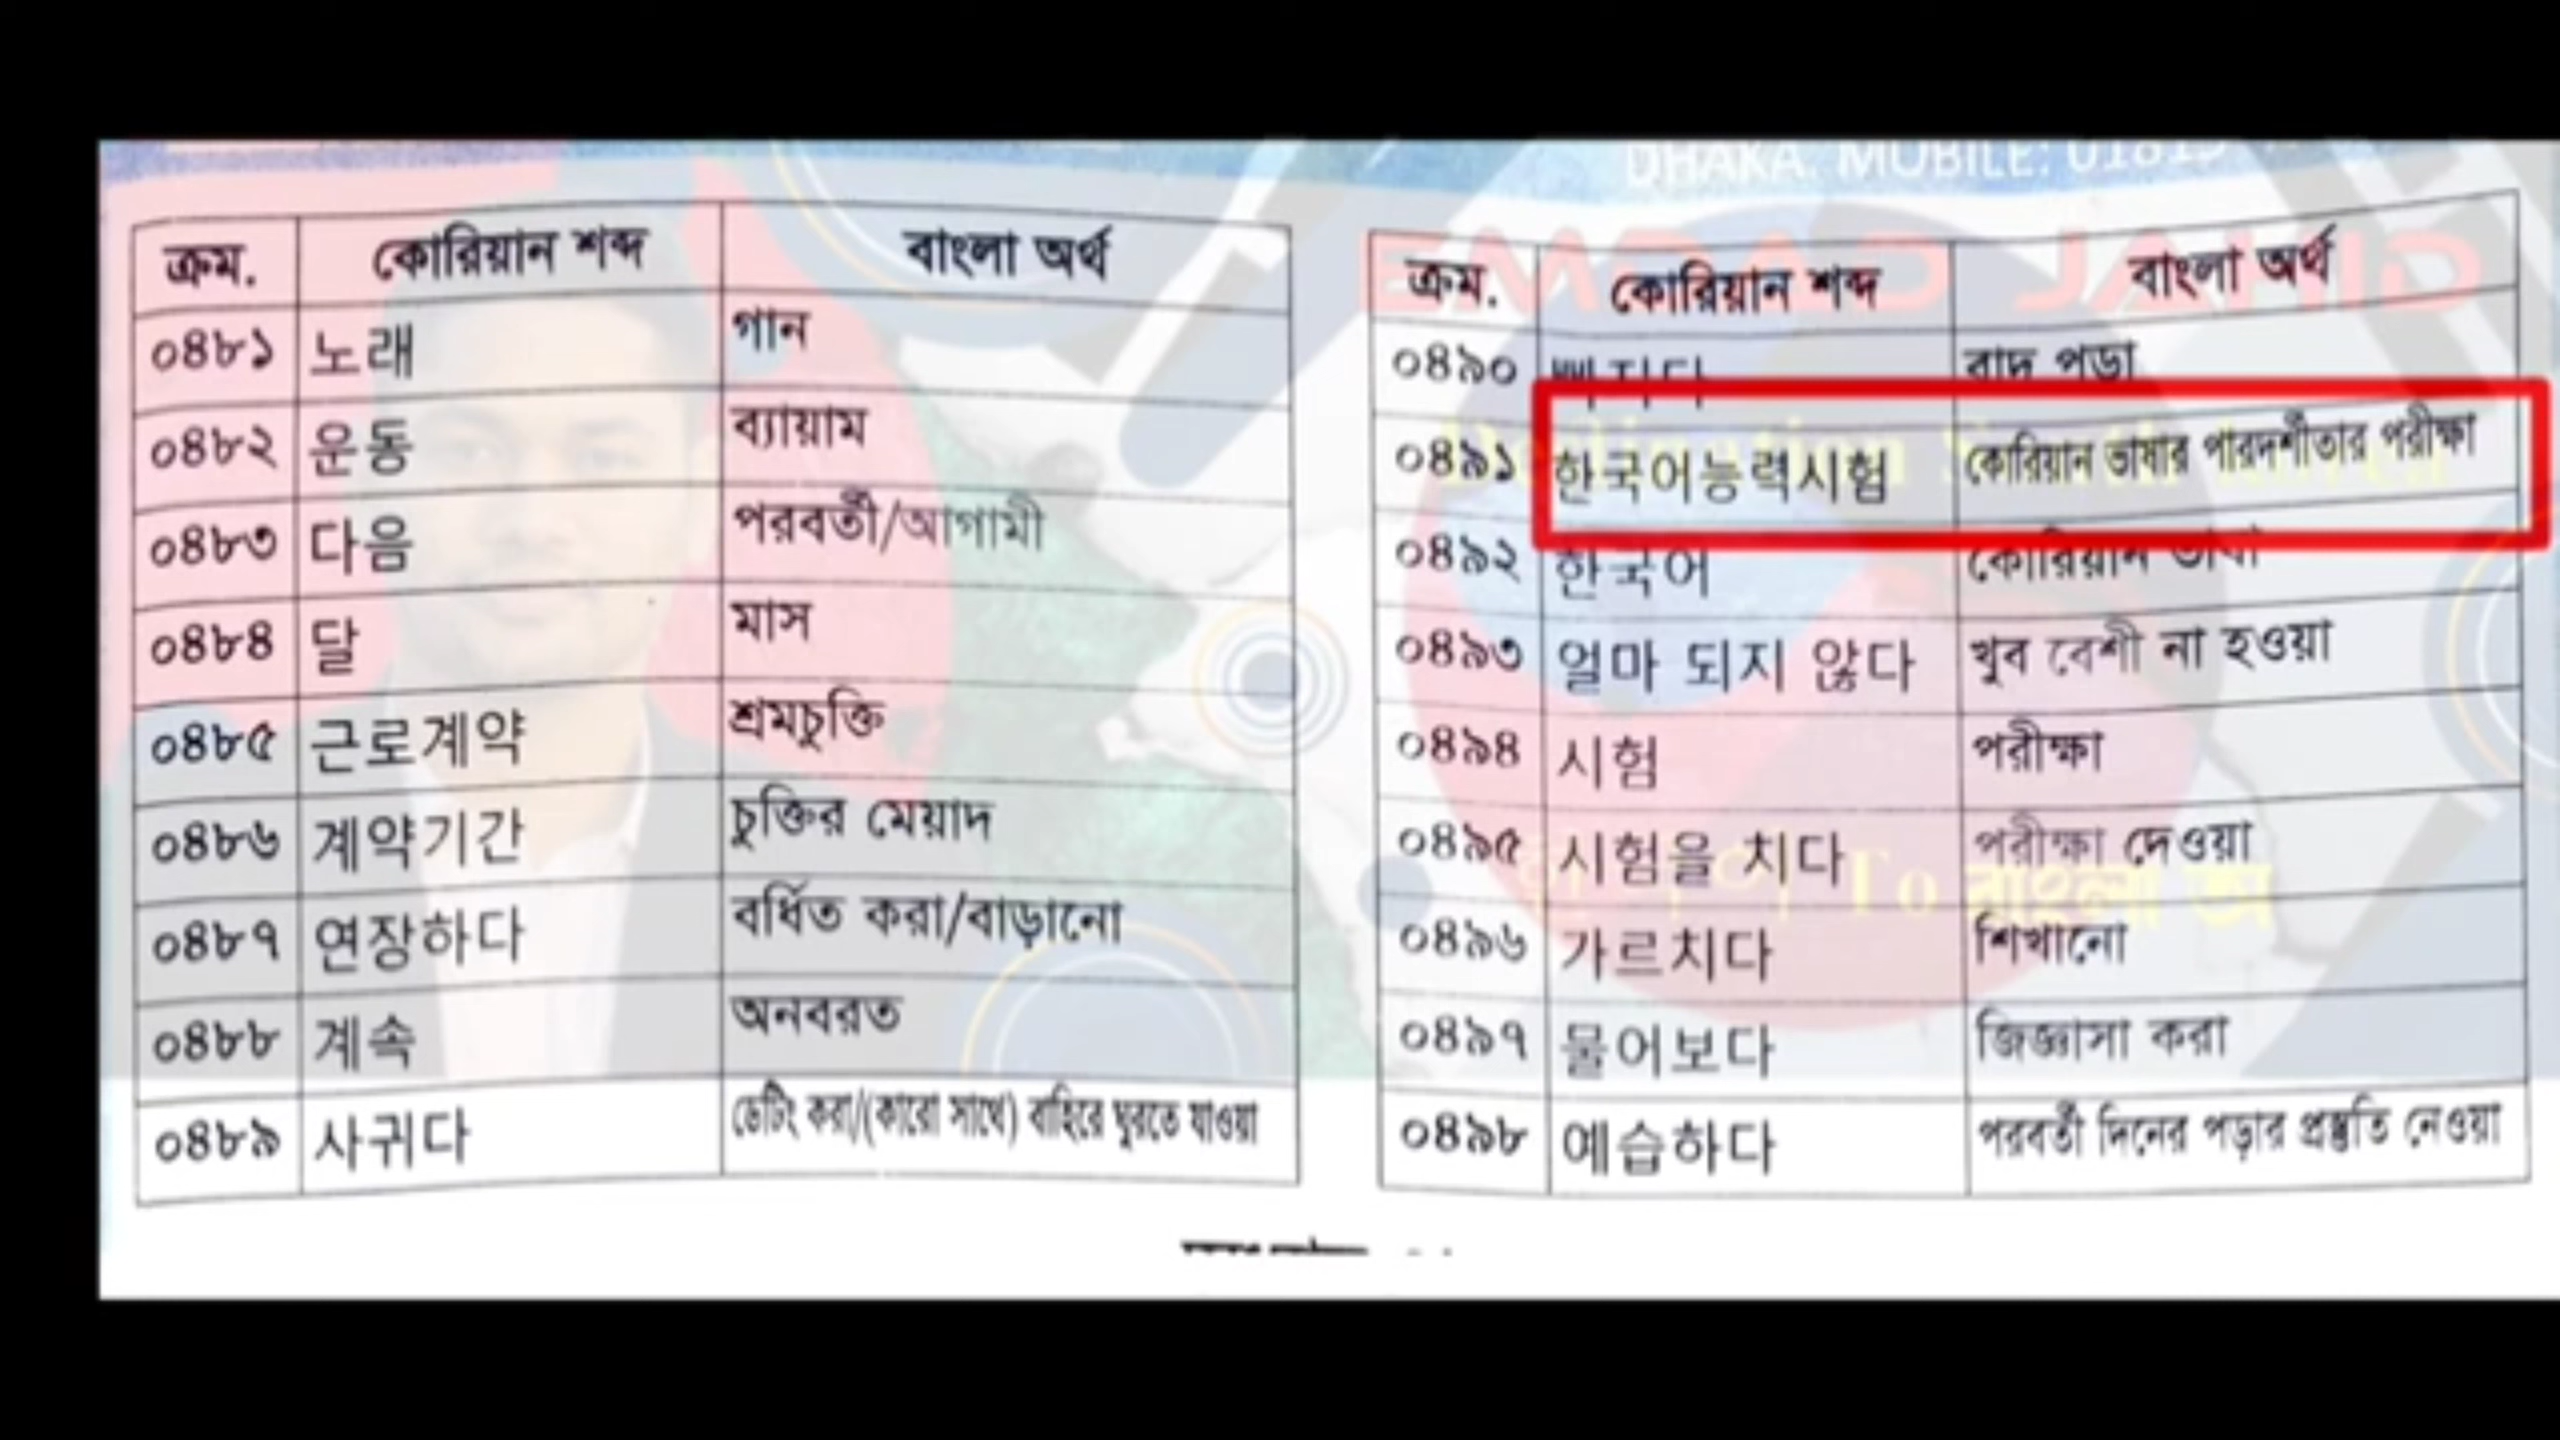 DHAKA. MOBILE: 01815
ক্রম. কোরিয়ান শব্দ বাংলা অর্থ
০৪৮১ 노래 গান
০৪৮২ 운동 ব্যায়াম
০৪৮৩ 다음 পরবর্তী/আগামী
০৪৮৪ 달 মাস
০৪৮৫ 근로계약 শ্রমচুক্তি
০৪৮৬ 계약기간 চুক্তির মেয়াদ
০৪৮৭ 연장하다 বর্ধিত করা/বাড়ানো
০৪৮৮ 계속 অনবরত
০৪৮৯ 사귀다 ডেটিং করা/(কারো সাথে) বাহিরে ঘুরতে যাওয়া
ক্রম. কোরিয়ান শব্দ বাংলা অর্থ
০৪৯০ 빠지다 বাদ পড়া
০৪৯১ 한국어능력시험 কোরিয়ান ভাষার পারদর্শীতার পরীক্ষা
০৪৯২ 한국어 কোরিয়ান ভাষা
০৪৯৩ 얼마 되지 않다 খুব বেশী না হওয়া
০৪৯৪ 시험 পরীক্ষা
০৪৯৫ 시험을 치다 পরীক্ষা দেওয়া
০৪৯৬ 가르치다 শিখানো
০৪৯৭ 물어보다 জিজ্ঞাসা করা
০৪৯৮ 예습하다 পরবর্তী দিনের পড়ার প্রস্তুতি নেওয়া